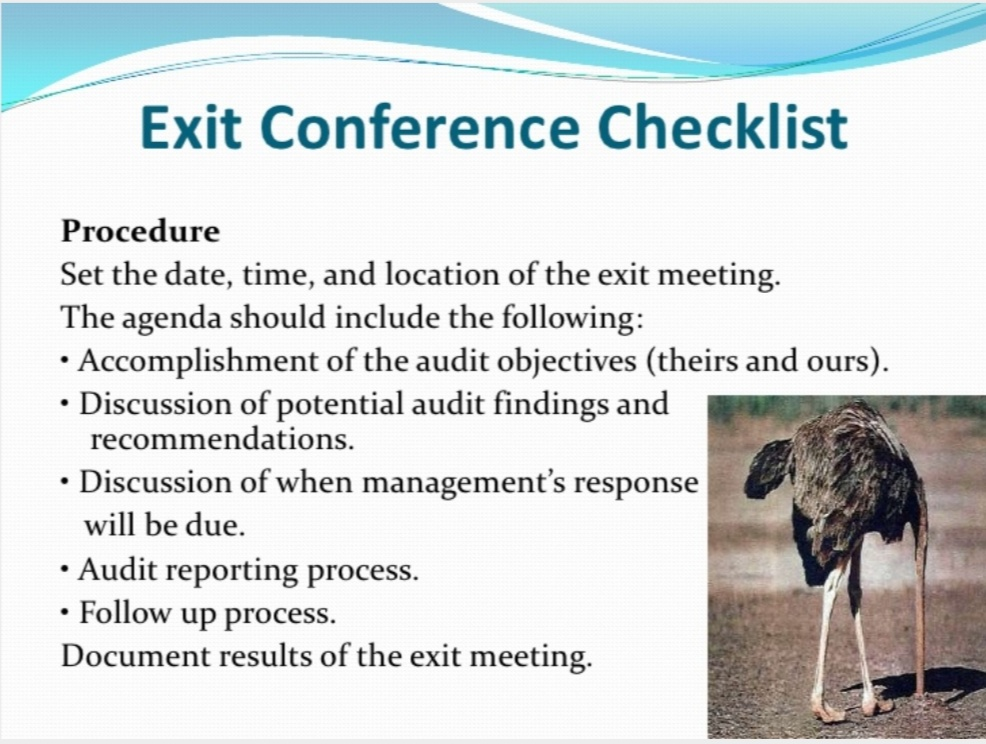 Exit Conference Checklist
Procedure
Set the date, time, and location of the exit meeting.
The agenda should include the following:
• Accomplishment of the audit objectives (theirs and ours).
• Discussion of potential audit findings and
recommendations.
• Discussion of when management’s response
will be due.
• Audit reporting process.
• Follow up process.
Document results of the exit meeting.